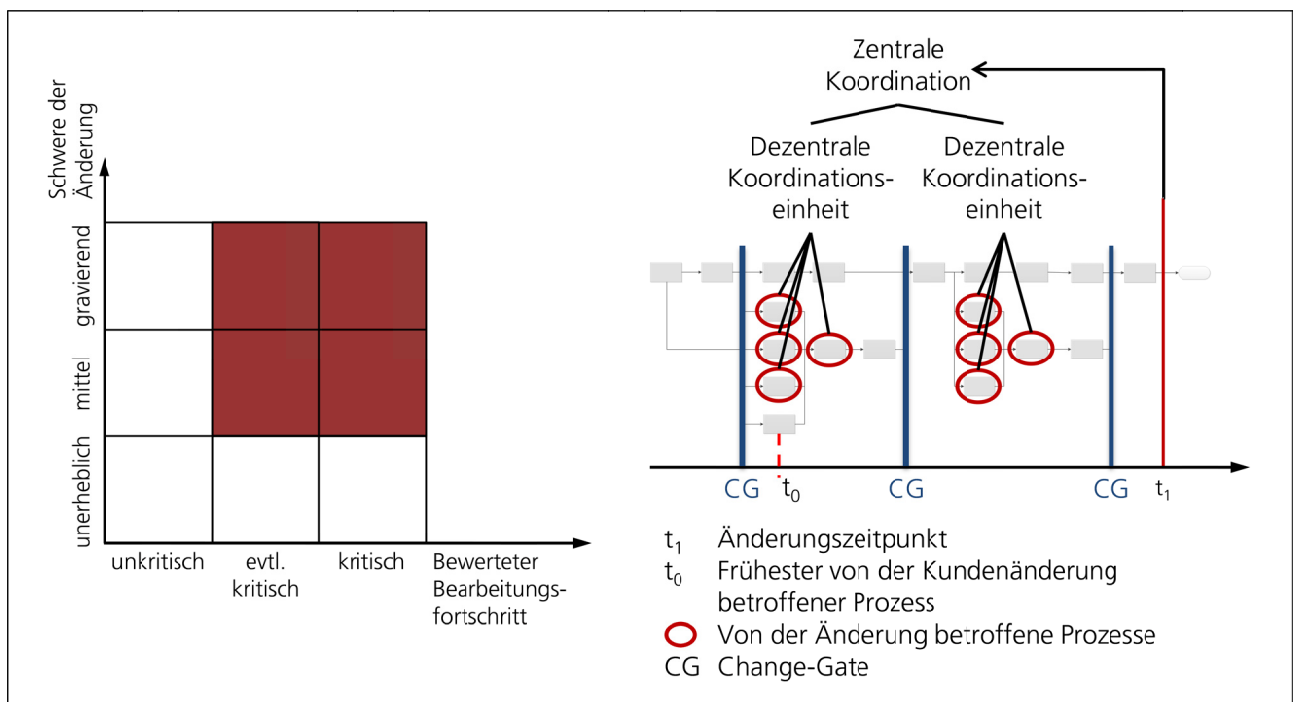 Schwere der
Änderung
gravierend
mittel
unerheblich
unkritisch
evtl.
kritisch
kritisch
Bewerteter
Bearbeitungs-
fortschritt
Zentrale
Koordination
Dezentrale
Koordinations-
einheit
Dezentrale
Koordinations-
einheit
CG
t₀
CG
CG
t₁
t₁ Änderungszeitpunkt
t₀ Frühester von der Kundenänderung
betroffener Prozess
Von der Änderung betroffene Prozesse
CG Change-Gate